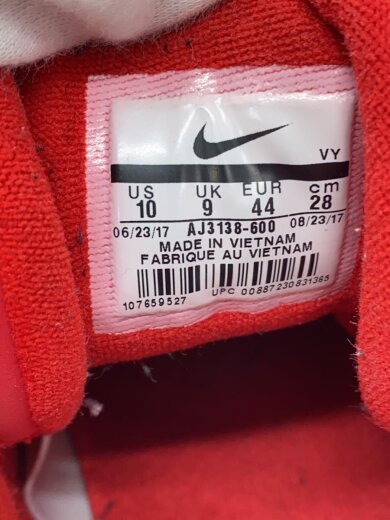 VY
US UK EUR cm
10 9 44 28
06/23/17 AJ3138-600 08/23/17
MADE IN VIETNAM
FABRIQUE AU VIETNAM
107659527 UPC 00887230831365